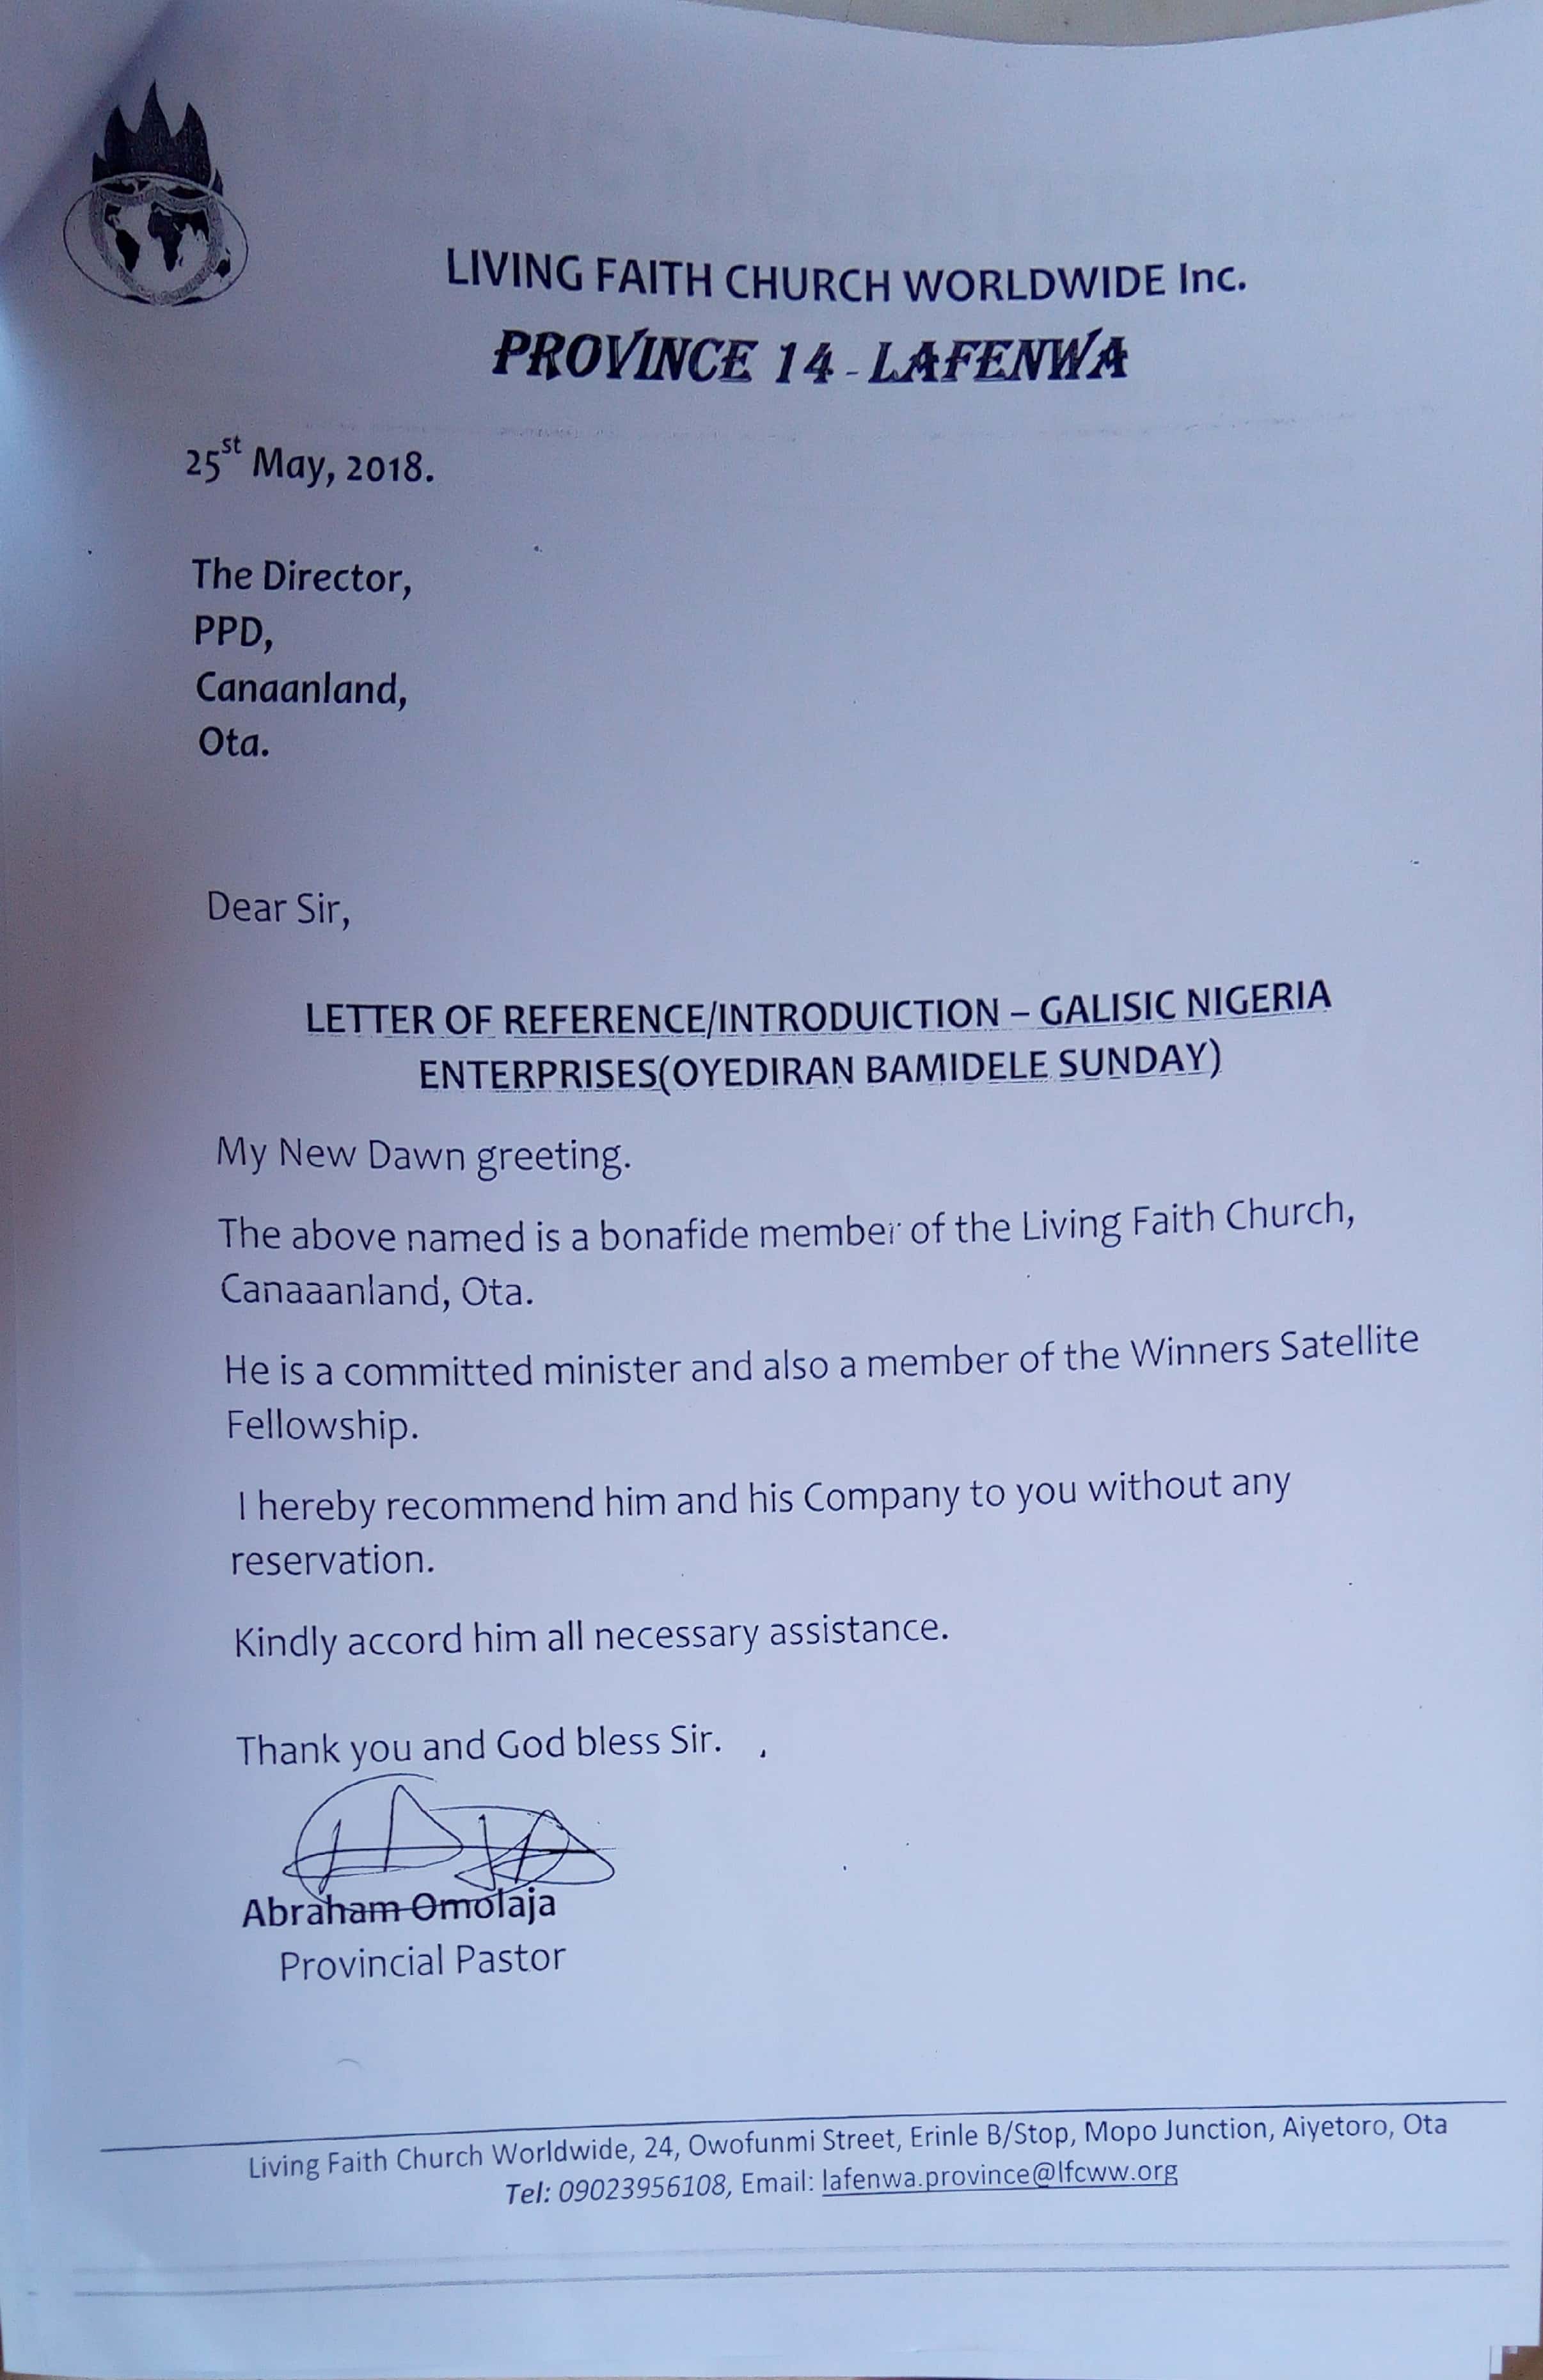 LIVING FAITH CHURCH WORLDWIDE Inc.
PROVINCE 14 - LAFENWA
25st May, 2018.
The Director,
PPD,
Canaanland,
Ota.
Dear Sir,
LETTER OF REFERENCE/INTRODUICTION – GALISIC NIGERIA
ENTERPRISES(OYEDIRAN BAMIDELE SUNDAY)
My New Dawn greeting.
The above named is a bonafide member of the Living Faith Church,
Canaaanland, Ota.
He is a committed minister and also a member of the Winners Satellite
Fellowship.
I hereby recommend him and his Company to you without any
reservation.
Kindly accord him all necessary assistance.
Thank you and God bless Sir.
Abraham Omolaja
Provincial Pastor
Living Faith Church Worldwide, 24, Owofunmi Street, Erinle B/Stop, Mopo Junction, Aiyetoro, Ota
Tel: 09023956108, Email: lafenwa.province@lfcww.org